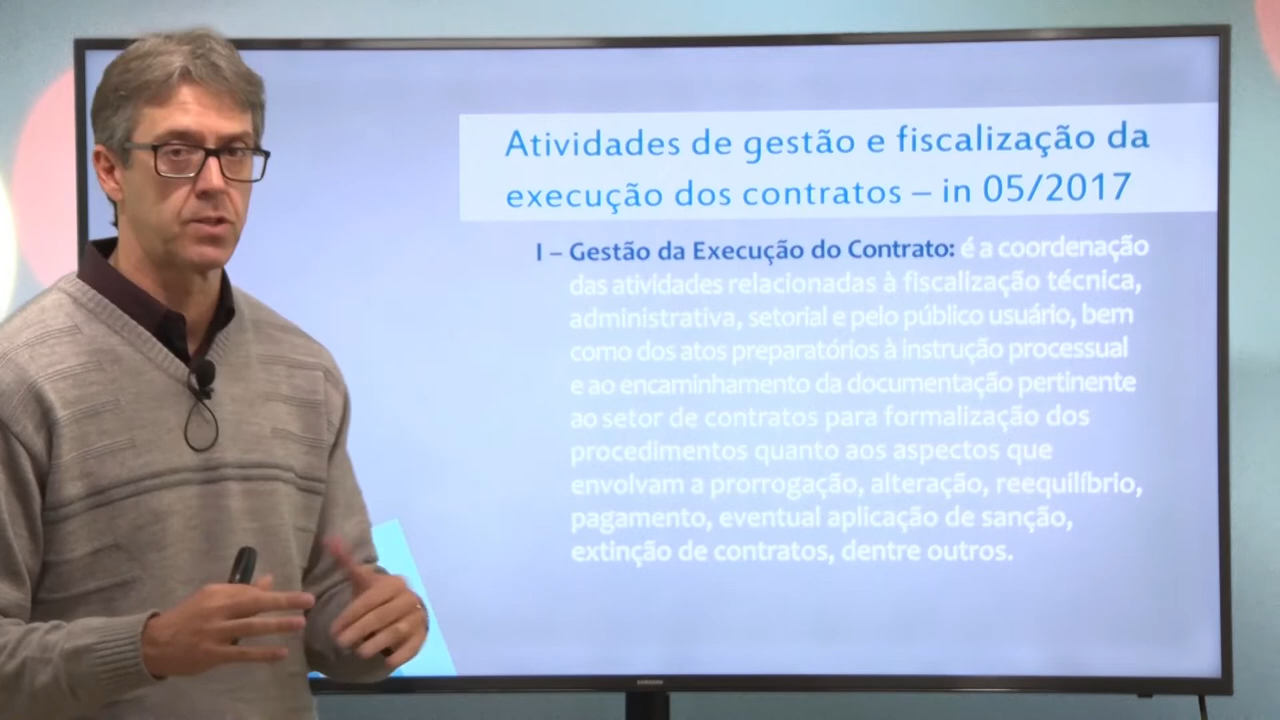 Atividades de gestão e fiscalização da
execução dos contratos – in 05/2017
I – Gestão da Execução do Contrato: é a coordenação
das atividades relacionadas à fiscalização técnica,
administrativa, setorial e pelo público usuário, bem
como dos atos preparatórios à instrução processual
e ao encaminhamento da documentação pertinente
ao setor de contratos para formalização dos
procedimentos quanto aos aspectos que
envolvam a prorrogação, alteração, reequilíbrio,
pagamento, eventual aplicação de sanção,
extinção de contratos, dentre outros.
SAMSUNG